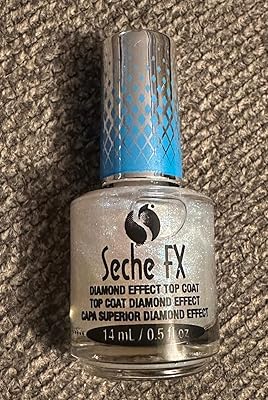 Seche FX
DIAMOND EFFECT TOP COAT
TOP COAT DIAMOND EFFECT
CAPA SUPERIOR DIAMOND EFFECT
14 mL / 0.5 fl oz